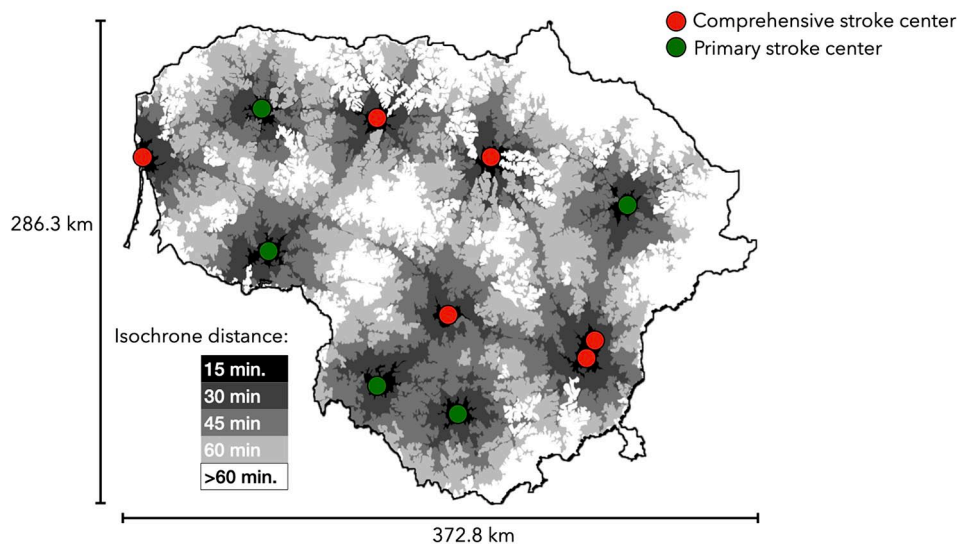 Comprehensive stroke center
Primary stroke center
286.3 km
Isochrone distance:
15 min.
30 min
45 min
60 min
>60 min.
372.8 km